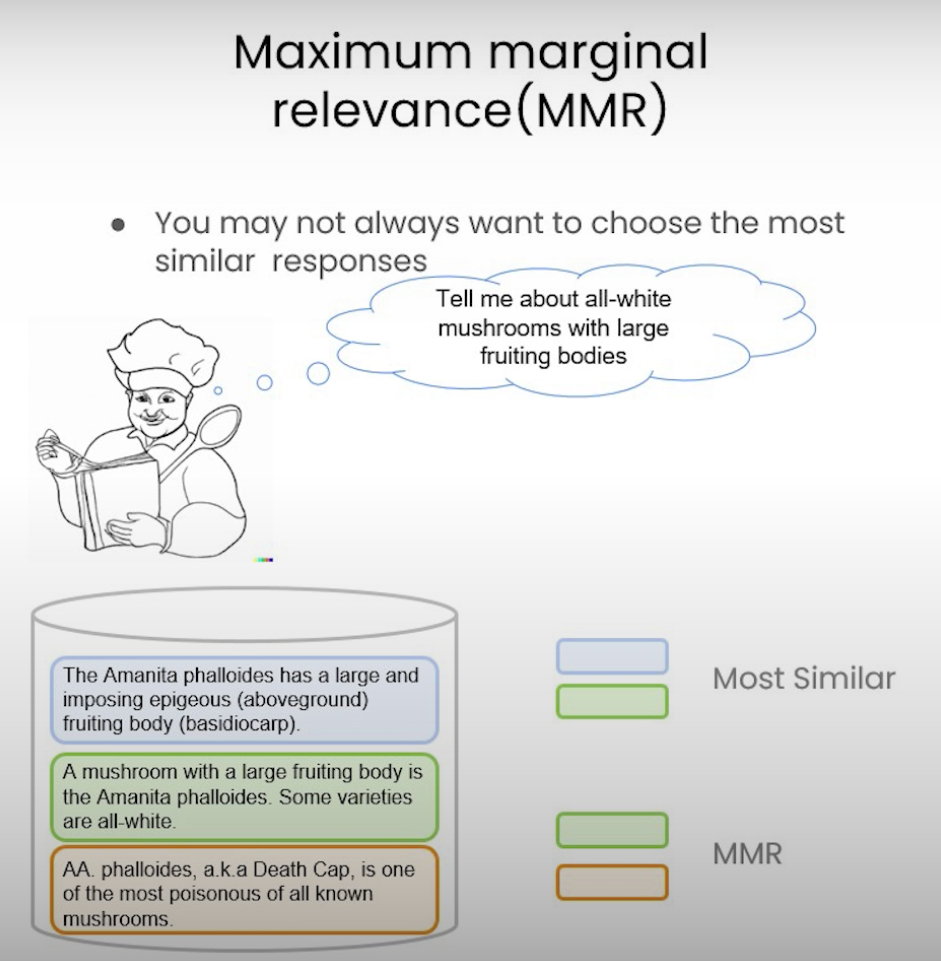 Maximum marginal
relevance(MMR)
• You may not always want to choose the most
similar responses
Tell me about all-white
mushrooms with large
fruiting bodies
The Amanita phalloides has a large and
imposing epigeous (aboveground)
fruiting body (basidiocarp).
A mushroom with a large fruiting body is
the Amanita phalloides. Some varieties
are all-white.
AA. phalloides, a.k.a Death Cap, is one
of the most poisonous of all known
mushrooms.
Most Similar
MMR